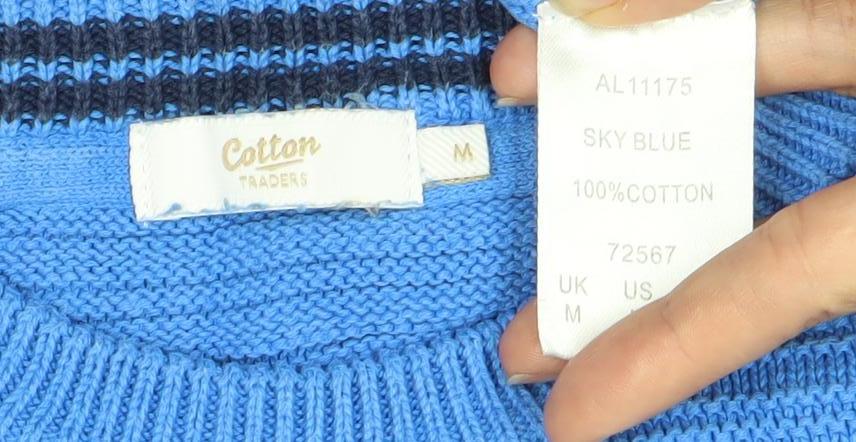 Cotton
TRADERS
M
AL11175
SKY BLUE
100%COTTON
72567
UK US
M